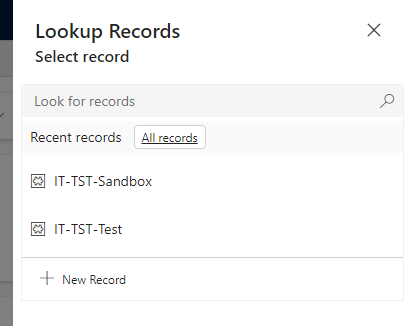 Lookup Records
Select record
Look for records
Recent records All records
IT-TST-Sandbox
IT-TST-Test
New Record